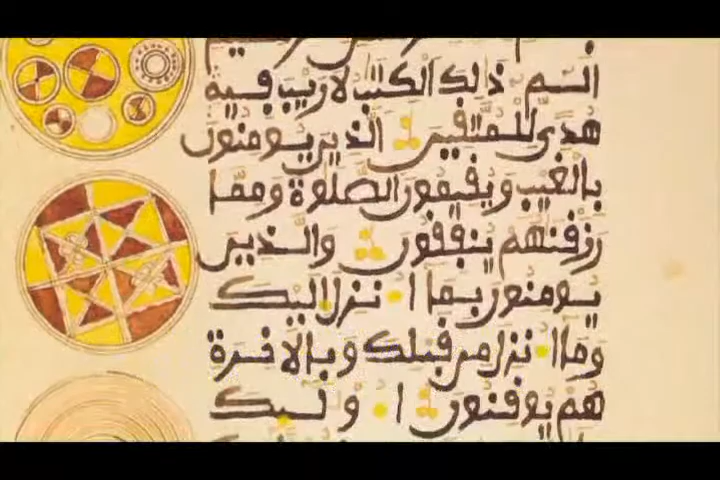 الم ذلك الكتب لا ريب فيه
هدى للمتقين الذين يومنون
بالغيب ويقيمون الصلوة ومما
رزقنهم ينفقون والذين
يومنون بما انزل اليك
وما انزل من قبلك وبالاخرة
هم يوقنون اوليك